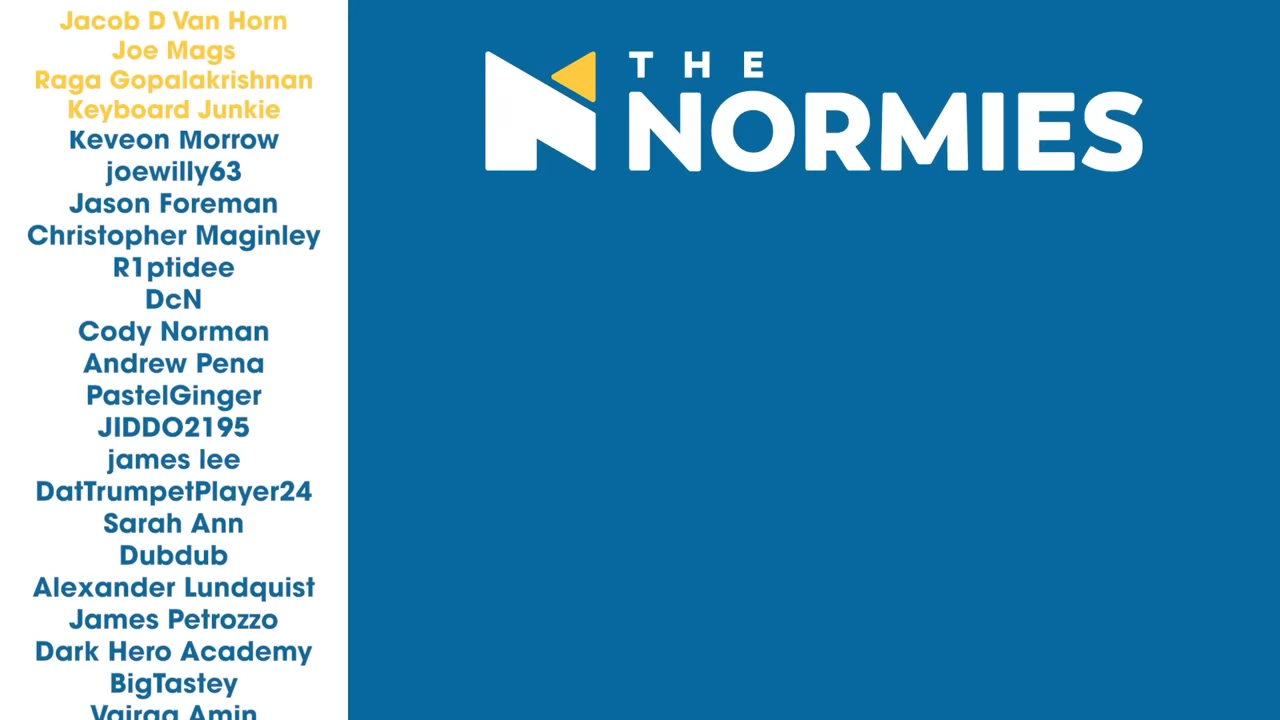 Jacob D Van Horn
Joe Mags
Raga Gopalakrishnan
Keyboard Junkie
Keveon Morrow
joewilly63
Jason Foreman
Christopher Maginley
R1ptidee
DcN
Cody Norman
Andrew Pena
PastelGinger
JIDDO2195
james lee
DatTrumpetPlayer24
Sarah Ann
Dubdub
Alexander Lundquist
James Petrozzo
Dark Hero Academy
BigTastey
Vairag Amin
THE
NORMIES